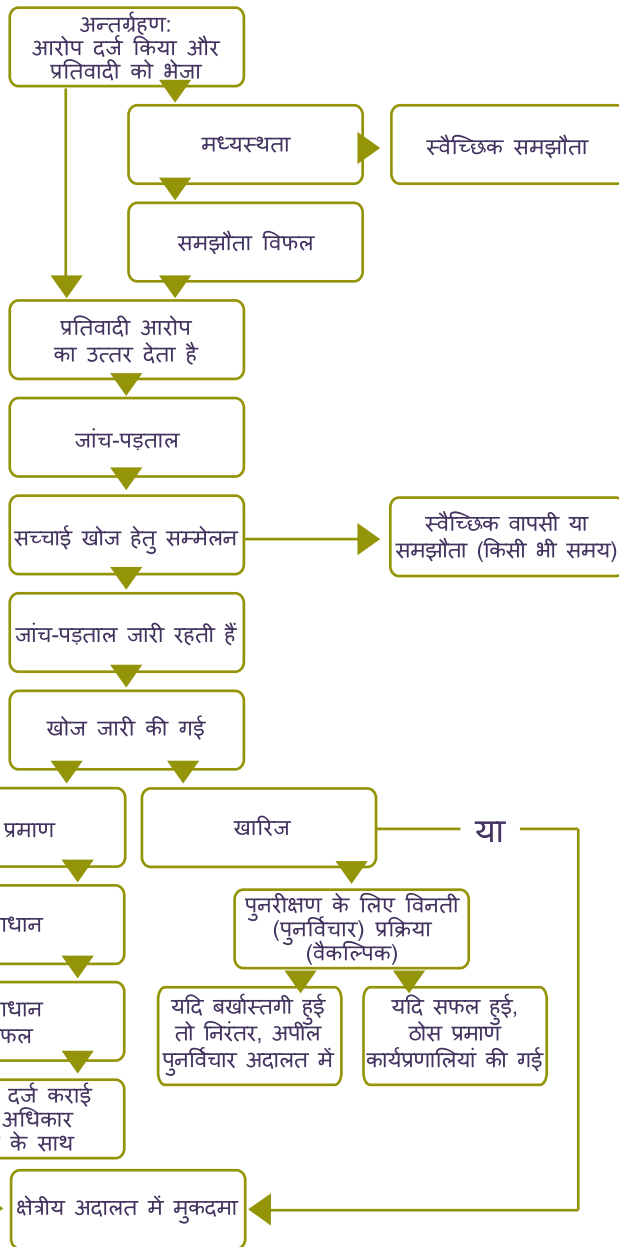 अन्तर्ग्रहण:
आरोप दर्ज किया और
प्रतिवादी को भेजा
मध्यस्थता
स्वैच्छिक समझौता
समझौता विफल
प्रतिवादी आरोप
का उत्तर देता है
जांच-पड़ताल
सच्चाई खोज हेतु सम्मेलन
स्वैच्छिक वापसी या
समझौता (किसी भी समय)
जांच-पड़ताल जारी रहती हैं
खोज जारी की गई
प्रमाण
खारिज
या
ाधान
पुनरीक्षण के लिए विनती
(पुनर्विचार) प्रक्रिया
(वैकल्पिक)
ाधान
फल
यदि बर्खास्तगी हुई
तो निरंतर, अपील
पुनर्विचार अदालत में
यदि सफल हुई,
ठोस प्रमाण
कार्यप्रणालियां की गई
दर्ज कराई
अधिकार
के साथ
क्षेत्रीय अदालत में मुकदमा